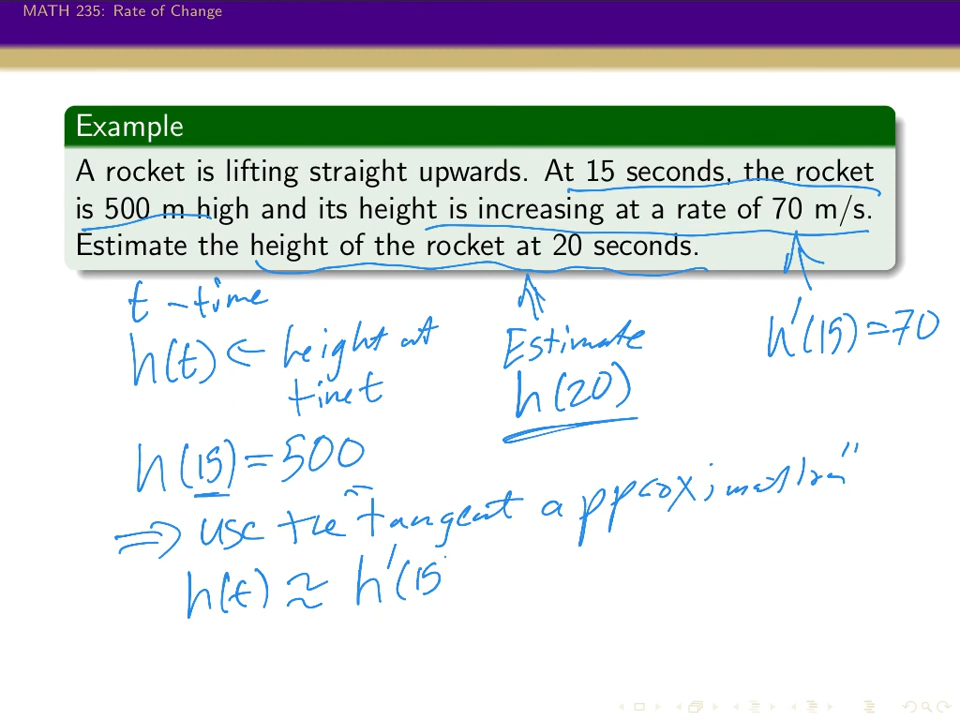 MATH 235: Rate of Change
Example
A rocket is lifting straight upwards. At 15 seconds, the rocket
is 500 m high and its height is increasing at a rate of 70 m/s.
Estimate the height of the rocket at 20 seconds.
t - time
h(t) ← height at
time t
Estimate
h(20)
h'(15) = 70
h(15) = 500
⇒ use the "tangent approximation"
h(t) ≈ h'(15